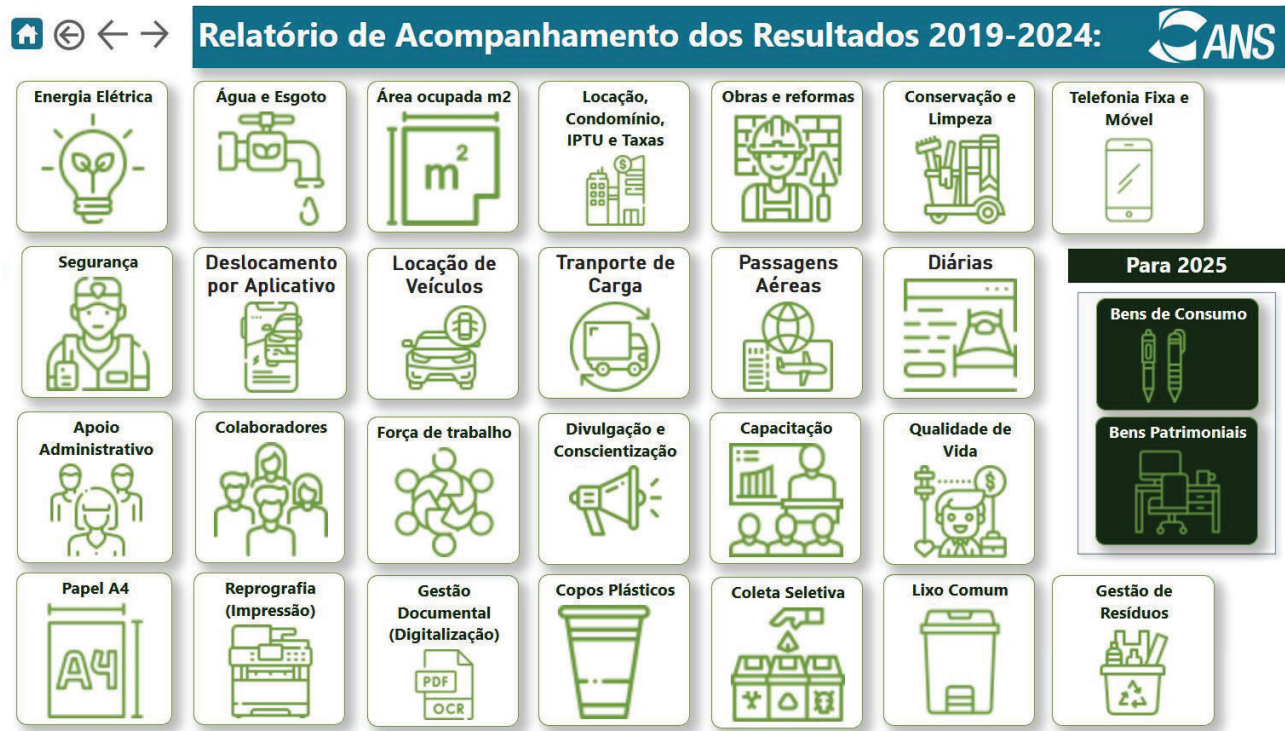 Relatório de Acompanhamento dos Resultados 2019-2024:
ANS
Energia Elétrica
Água e Esgoto
Área ocupada m2
m²
Locação,
Condomínio,
IPTU e Taxas
$
Obras e reformas
Conservação e
Limpeza
Telefonia Fixa e
Móvel
Segurança
Deslocamento
por Aplicativo
Locação de
Veículos
Tranporte de
Carga
Passagens
Aéreas
Diárias
Para 2025
Bens de Consumo
Bens Patrimoniais
Apoio
Administrativo
Colaboradores
Força de trabalho
Divulgação e
Conscientização
Capacitação
Qualidade de
Vida
$
Papel A4
A4
Reprografia
(Impressão)
Gestão
Documental
(Digitalização)
PDF
OCR
Copos Plásticos
Coleta Seletiva
Lixo Comum
Gestão de
Resíduos